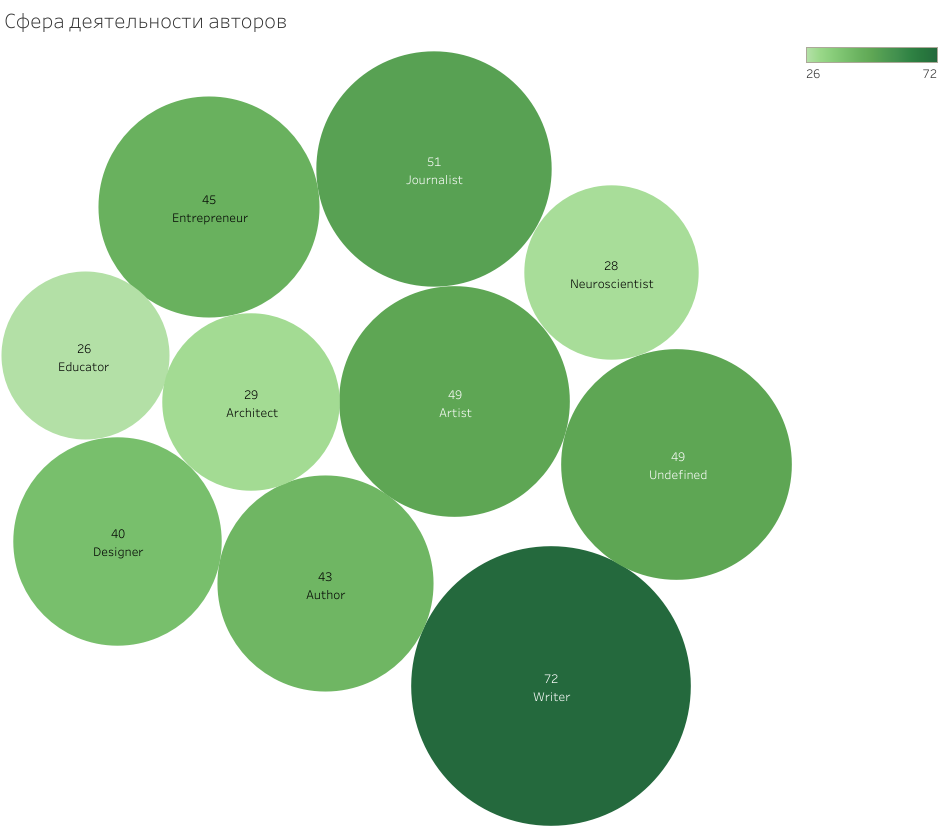 Сфера деятельности авторов
26 72
51
Journalist
45
Entrepreneur
28
Neuroscientist
26
Educator
29
Architect
49
Artist
49
Undefined
40
Designer
43
Author
72
Writer